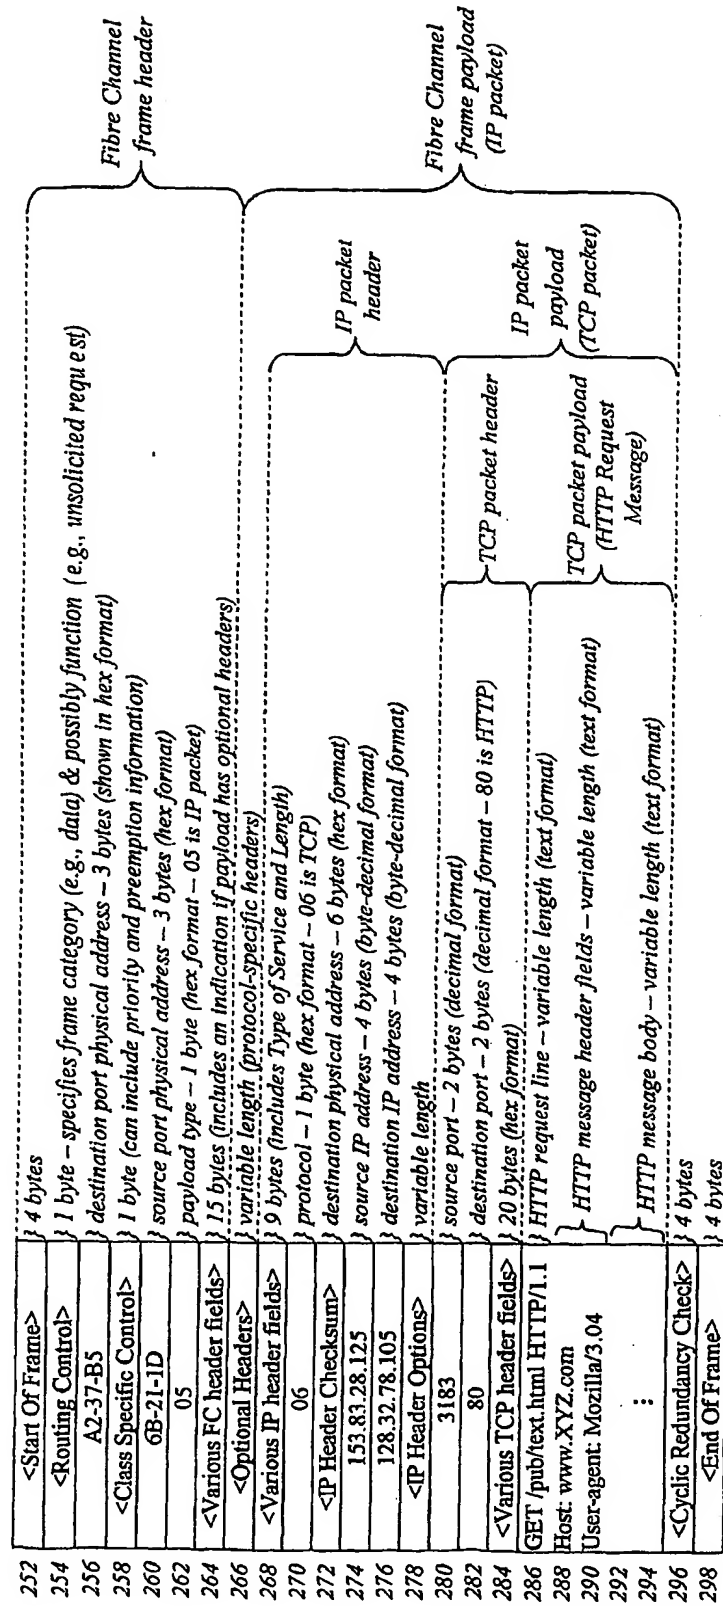 252 <Start Of Frame> } 4 bytes
254 <Routing Control> } 1 byte – specifies frame category (e.g., data) & possibly function (e.g., unsolicited request)
256 A2-37-B5 } destination port physical address – 3 bytes (shown in hex format)
258 <Class Specific Control> } 1 byte (can include priority and preemption information)
260 6B-21-1D } source port physical address – 3 bytes (hex format)
262 05 } payload type – 1 byte (hex format – 05 is IP packet)
264 <Various FC header fields> } 15 bytes (includes an indication if payload has optional headers)
Fibre Channel
frame header
266 <Optional Headers> } variable length (protocol-specific headers)
268 <Various IP header fields> } 9 bytes (includes Type of Service and Length)
270 06 } protocol – 1 byte (hex format – 06 is TCP)
272 <IP Header Checksum> } destination physical address – 6 bytes (hex format)
274 153.83.28.125 } source IP address – 4 bytes (byte-decimal format)
276 128.32.78.105 } destination IP address – 4 bytes (byte-decimal format)
278 <IP Header Options> } variable length
IP packet
header
280 3183 } source port – 2 bytes (decimal format)
282 80 } destination port – 2 bytes (decimal format – 80 is HTTP)
284 <Various TCP header fields> } 20 bytes (hex format)
TCP packet header
286 GET /pub/text.html HTTP/1.1 } HTTP request line – variable length (text format)
288 Host: www.XYZ.com
290 User-agent: Mozilla/3.04
HTTP message header fields – variable length (text format)
292
294 ⋮
HTTP message body – variable length (text format)
TCP packet payload
(HTTP Request
Message)
IP packet
payload
(TCP packet)
Fibre Channel
frame payload
(IP packet)
296 <Cyclic Redundancy Check> } 4 bytes
298 <End Of Frame> } 4 bytes